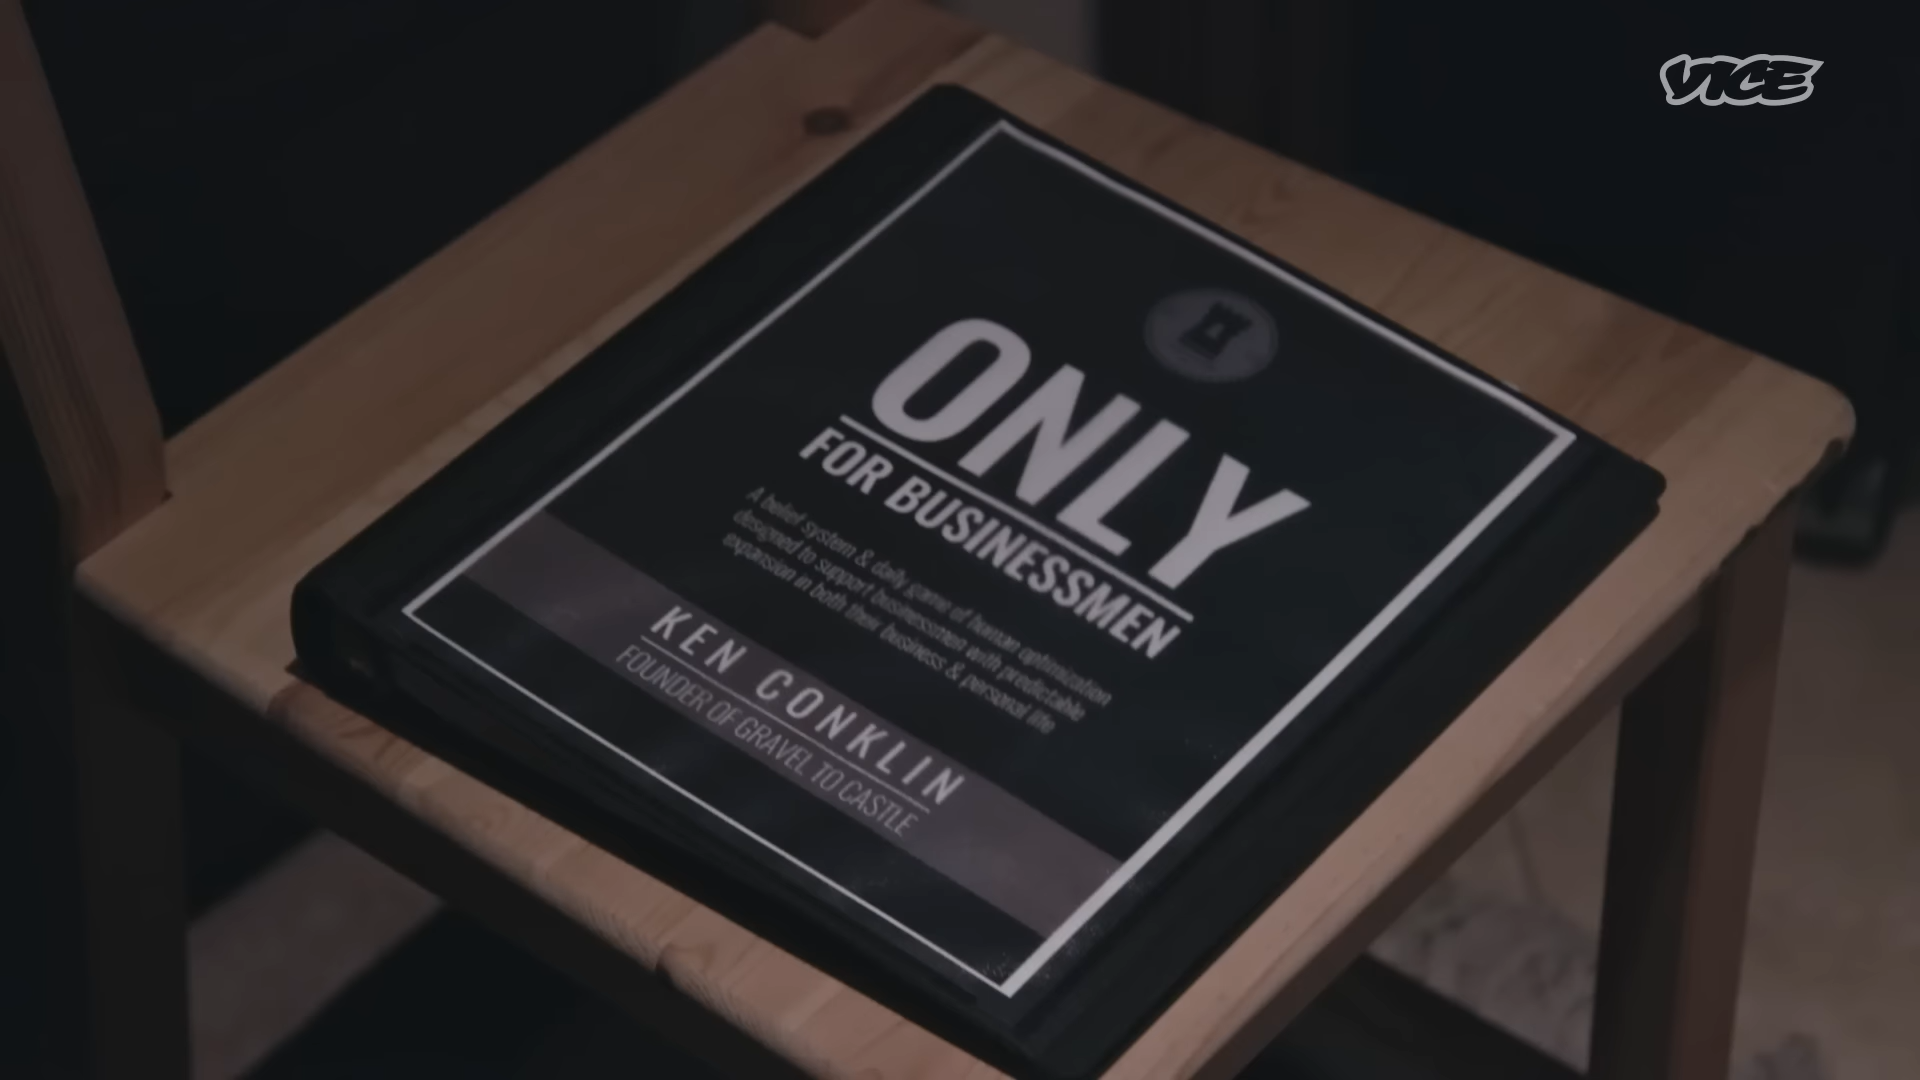 VICE
ONLY
FOR BUSINESSMEN
A belief system & daily game of human optimization
designed to support businessmen with predictable
expansion in both their business & personal life
KEN CONKLIN
FOUNDER OF GRAVEL TO CASTLE